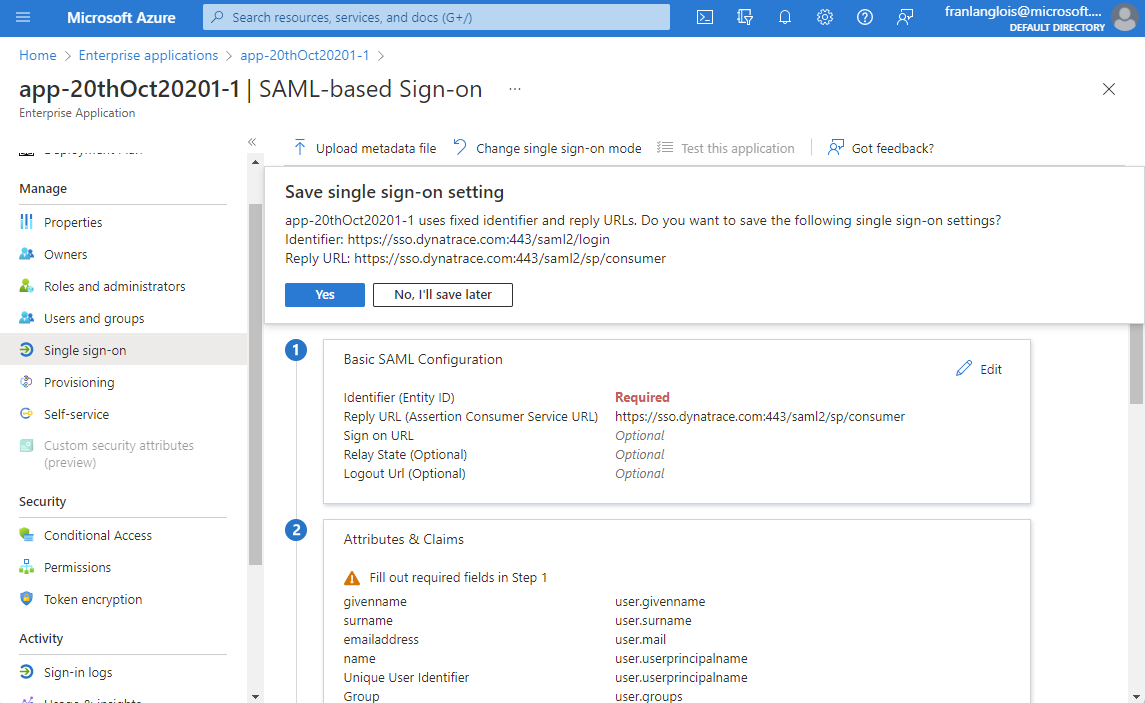 Microsoft Azure
Search resources, services, and docs (G+/)
franlanglois@microsoft....
DEFAULT DIRECTORY
Home > Enterprise applications > app-20thOct20201-1 >
app-20thOct20201-1 | SAML-based Sign-on ...
Enterprise Application
Manage
Properties
Owners
Roles and administrators
Users and groups
Single sign-on
Provisioning
Self-service
Custom security attributes
(preview)
Security
Conditional Access
Permissions
Token encryption
Activity
Sign-in logs
Usage & insights
Upload metadata file
Change single sign-on mode
Test this application
Got feedback?
Save single sign-on setting
app-20thOct20201-1 uses fixed identifier and reply URLs. Do you want to save the following single sign-on settings?
Identifier: https://sso.dynatrace.com:443/saml2/login
Reply URL: https://sso.dynatrace.com:443/saml2/sp/consumer
Yes
No, I'll save later
1
Basic SAML Configuration
Edit
Identifier (Entity ID) Required
Reply URL (Assertion Consumer Service URL) https://sso.dynatrace.com:443/saml2/sp/consumer
Sign on URL Optional
Relay State (Optional) Optional
Logout Url (Optional) Optional
2
Attributes & Claims
Fill out required fields in Step 1
givenname user.givenname
surname user.surname
emailaddress user.mail
name user.userprincipalname
Unique User Identifier user.userprincipalname
Group user.groups